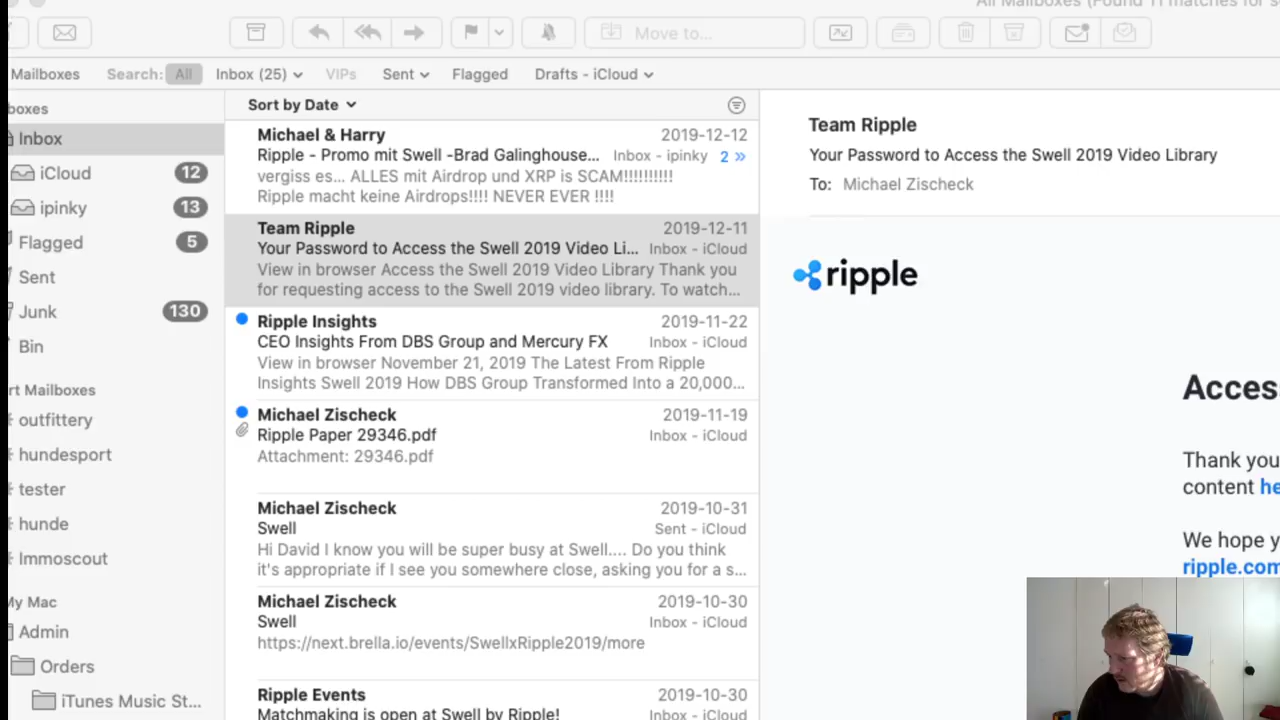 All Mailboxes (Found 11 matches for s
Move to...
Mailboxes Search: All Inbox (25) VIPs Sent Flagged Drafts - iCloud
boxes
Inbox
iCloud 12
ipinky 13
Flagged 5
Sent
Junk 130
Bin
rt Mailboxes
outfittery
hundesport
tester
hunde
Immoscout
My Mac
Admin
Orders
iTunes Music St...
Sort by Date
Michael & Harry 2019-12-12
Ripple - Promo mit Swell -Brad Galinghouse... Inbox - ipinky 2 »
vergiss es... ALLES mit Airdrop und XRP is SCAM!!!!!!!!!!
Ripple macht keine Airdrops!!!! NEVER EVER !!!!
Team Ripple 2019-12-11
Your Password to Access the Swell 2019 Video Li... Inbox - iCloud
View in browser Access the Swell 2019 Video Library Thank you
for requesting access to the Swell 2019 video library. To watch...
Ripple Insights 2019-11-22
CEO Insights From DBS Group and Mercury FX Inbox - iCloud
View in browser November 21, 2019 The Latest From Ripple
Insights Swell 2019 How DBS Group Transformed Into a 20,000...
Michael Zischeck 2019-11-19
Ripple Paper 29346.pdf Inbox - iCloud
Attachment: 29346.pdf
Michael Zischeck 2019-10-31
Swell Sent - iCloud
Hi David I know you will be super busy at Swell.... Do you think
it's appropriate if I see you somewhere close, asking you for a s...
Michael Zischeck 2019-10-30
Swell Inbox - iCloud
https://next.brella.io/events/SwellxRipple2019/more
Ripple Events 2019-10-30
Matchmaking is open at Swell by Ripple! Inbox - iCloud
Team Ripple
Your Password to Access the Swell 2019 Video Library
To: Michael Zischeck
ripple
Acces
Thank you
content he
We hope y
ripple.com